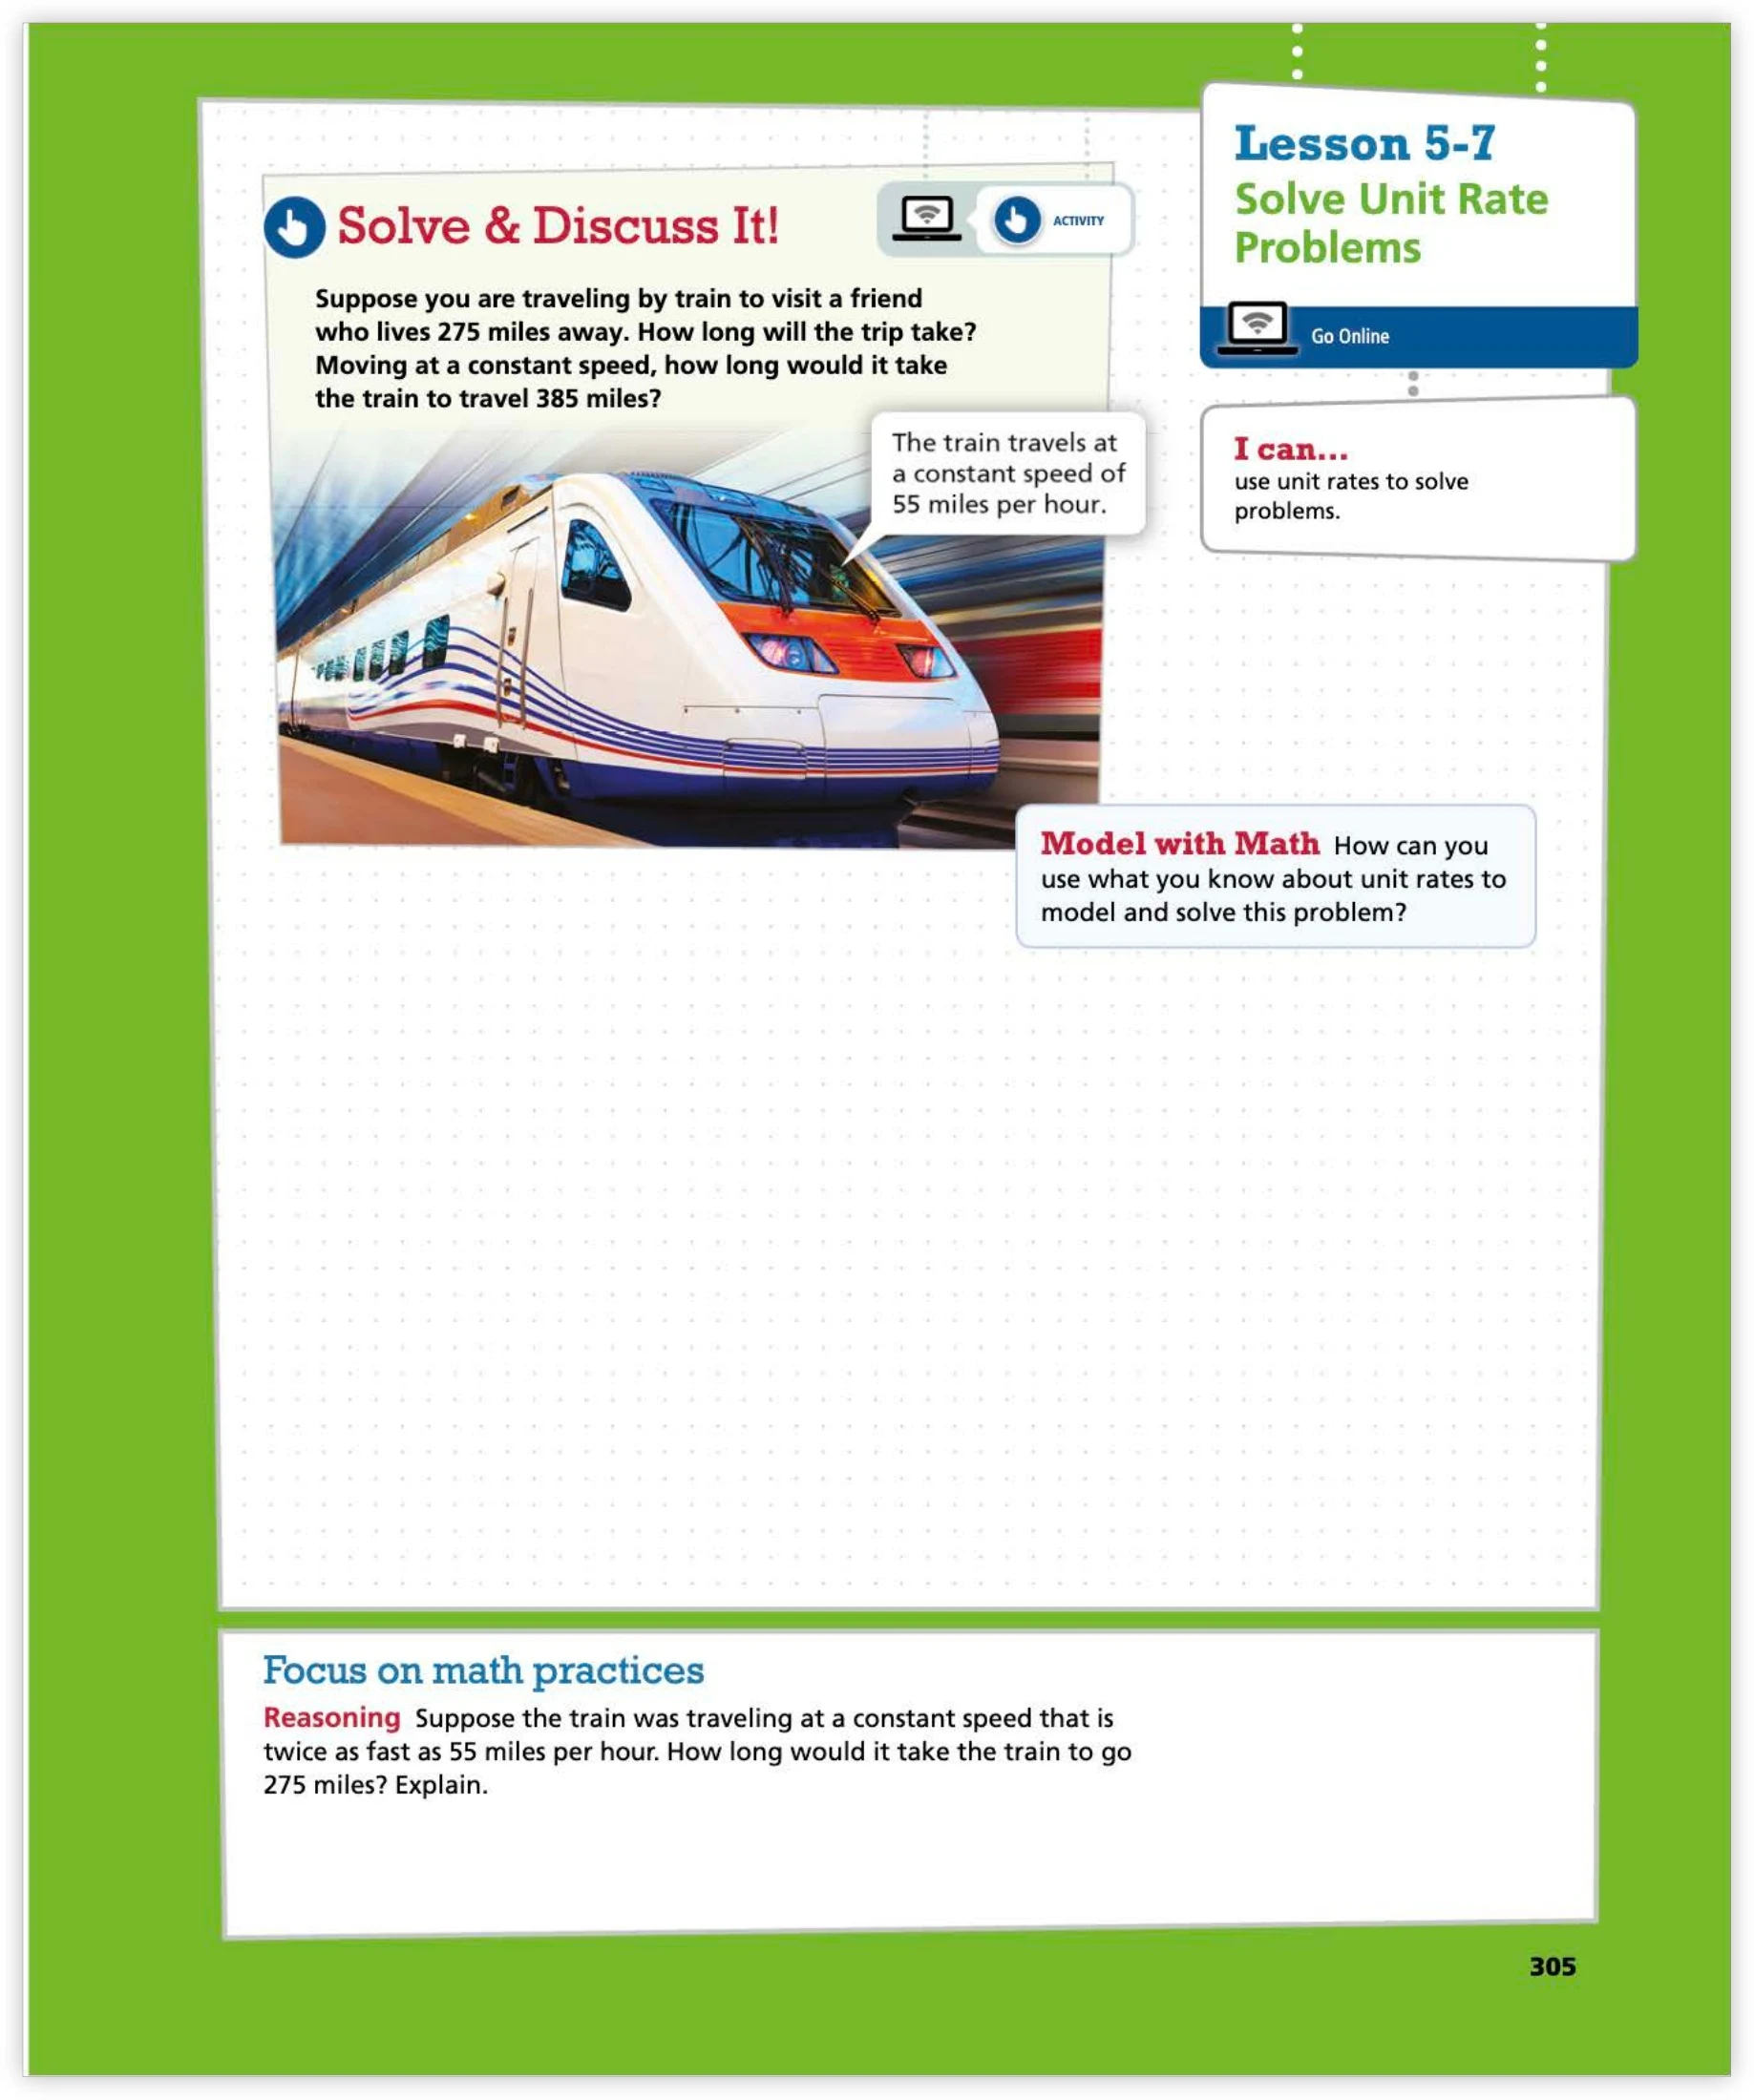 Lesson 5-7
Solve Unit Rate
Problems
Go Online
Solve & Discuss It!
ACTIVITY
Suppose you are traveling by train to visit a friend
who lives 275 miles away. How long will the trip take?
Moving at a constant speed, how long would it take
the train to travel 385 miles?
The train travels at
a constant speed of
55 miles per hour.
I can...
use unit rates to solve
problems.
Model with Math How can you
use what you know about unit rates to
model and solve this problem?
Focus on math practices
Reasoning Suppose the train was traveling at a constant speed that is
twice as fast as 55 miles per hour. How long would it take the train to go
275 miles? Explain.
305